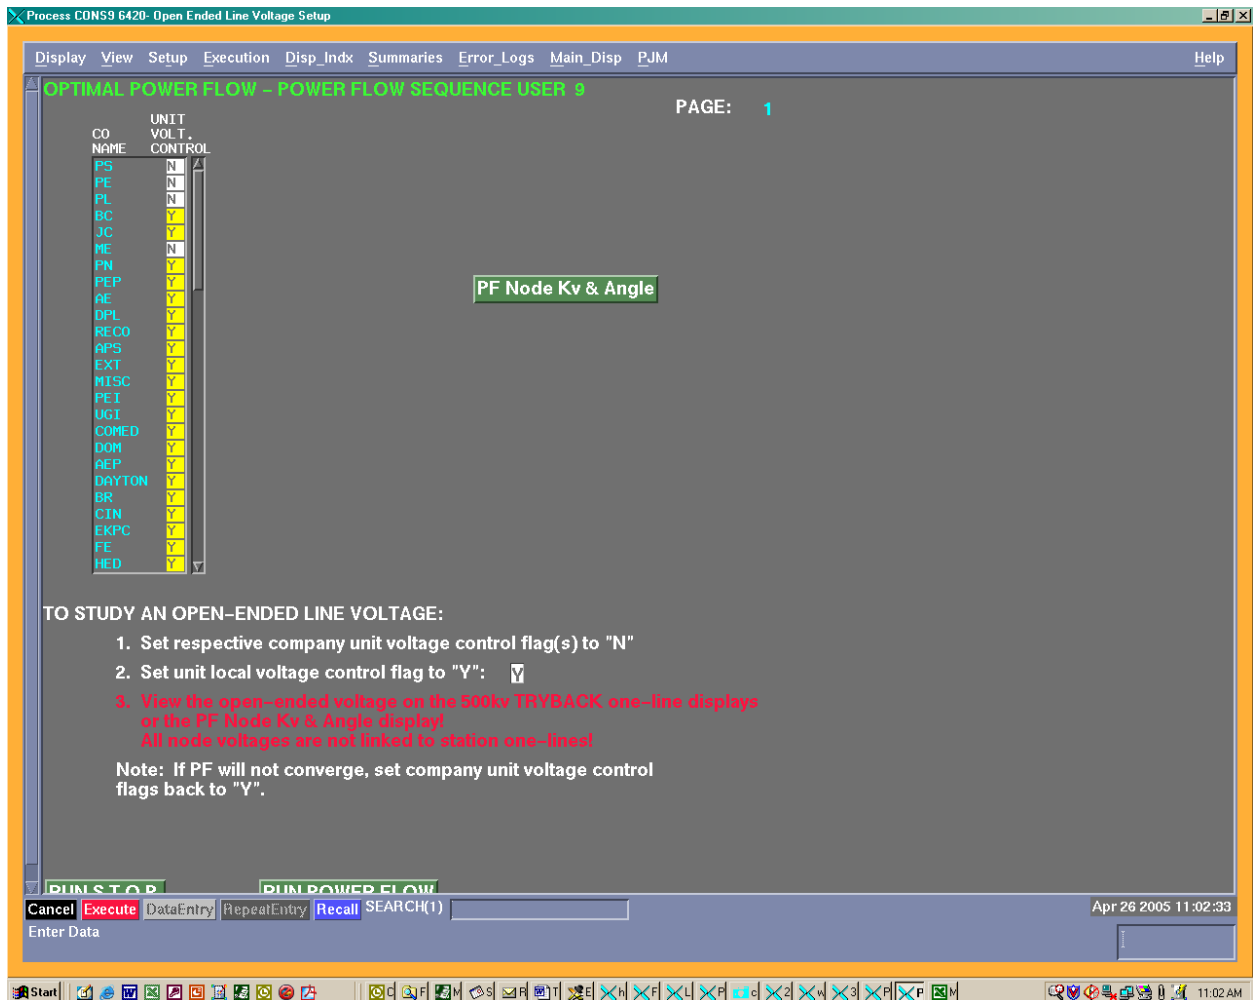 Process CONS9 6420- Open Ended Line Voltage Setup
Display View Setup Execution Disp_Indx Summaries Error_Logs Main_Disp PJM Help
OPTIMAL POWER FLOW – POWER FLOW SEQUENCE USER 9
PAGE: 1
UNIT
CO VOLT.
NAME CONTROL
PS N
PE N
PL N
BC Y
JC Y
ME N
PN Y
PEP Y
AE Y
DPL Y
RECO Y
APS Y
EXT Y
MISC Y
PEI Y
UGI Y
COMED Y
DOM Y
AEP Y
DAYTON Y
BR Y
CIN Y
EKPC Y
FE Y
HED Y
PF Node Kv & Angle
TO STUDY AN OPEN–ENDED LINE VOLTAGE:
1. Set respective company unit voltage control flag(s) to "N"
2. Set unit local voltage control flag to "Y": Y
3. View the open–ended voltage on the 500kv TRYBACK one–line displays
or the PF Node Kv & Angle display!
All node voltages are not linked to station one–lines!
Note: If PF will not converge, set company unit voltage control
flags back to "Y".
RUN S T O P RUN POWER FLOW
Cancel Execute DataEntry RepeatEntry Recall SEARCH(1) Apr 26 2005 11:02:33
Enter Data
Start C F M S R T E h F L P c 2 w 3 P P M 11:02 AM